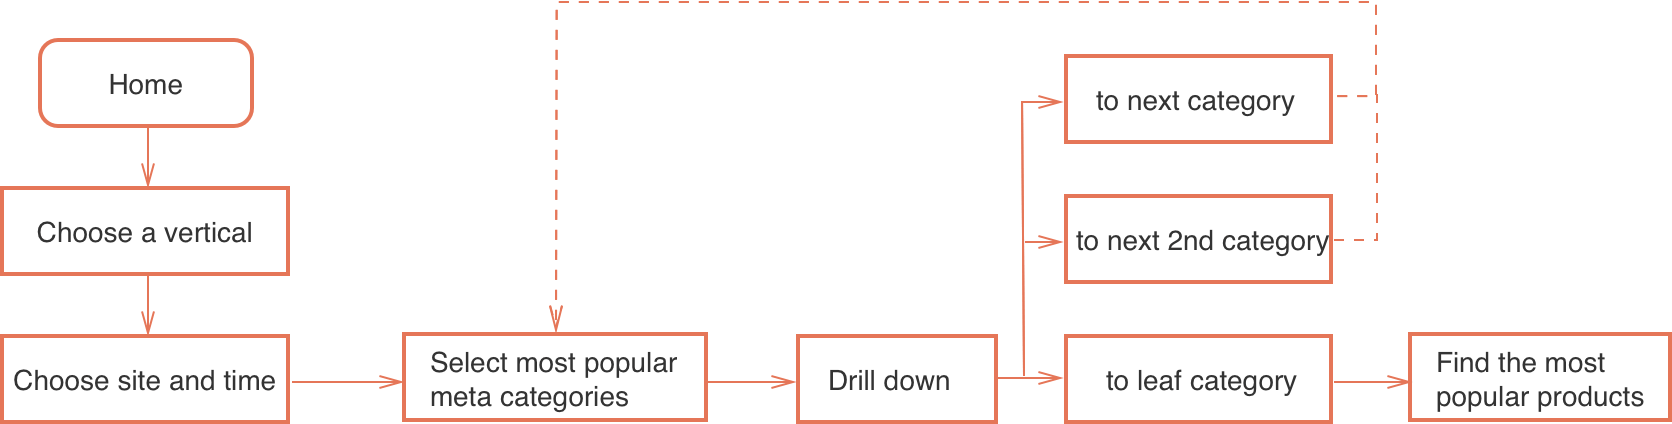 Home
Choose a vertical
Choose site and time
Select most popular
meta categories
Drill down
to next category
to next 2nd category
to leaf category
Find the most
popular products